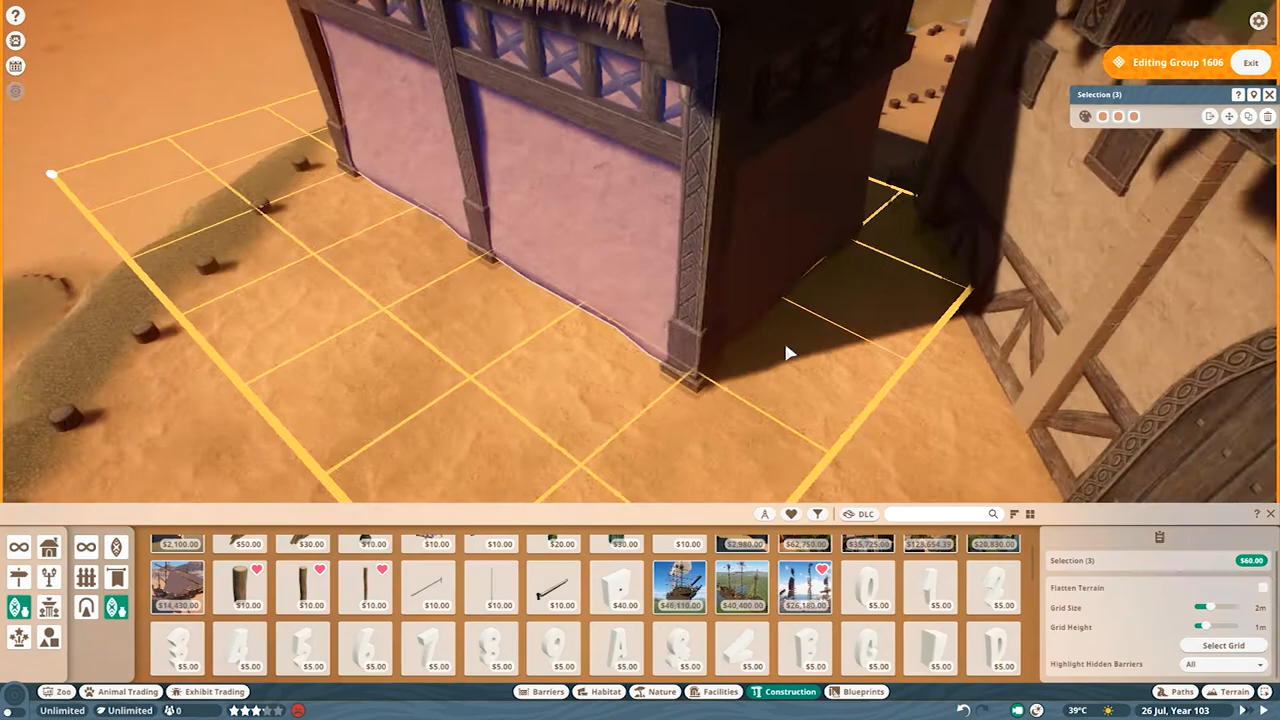 Editing Group 1606 Exit
Selection (3) ?
DLC
?
$2,100.00 $50.00 $30.00 $10.00 $10.00 $10.00 $20.00 $30.00 $10.00 $2,980.00 $62,750.00 $35,725.00 $128,654.39 $20,830.00
$14,430.00 $10.00 $10.00 $10.00 $10.00 $10.00 $10.00 $40.00 $40,400.00 $26,180.00 $5.00 $5.00 $5.00
$5.00 $5.00 $5.00 $5.00 $5.00 $5.00 $5.00 $5.00 $5.00 $5.00 $5.00 $5.00 $5.00 $5.00
Selection (3) $60.00
Flatten Terrain
Grid Size 2m
Grid Height 1m
Select Grid
Highlight Hidden Barriers All
Zoo Animal Trading Exhibit Trading Barriers Habitat Nature Facilities Construction Blueprints Paths Terrain
Unlimited Unlimited 0 39°C 26 Jul, Year 103